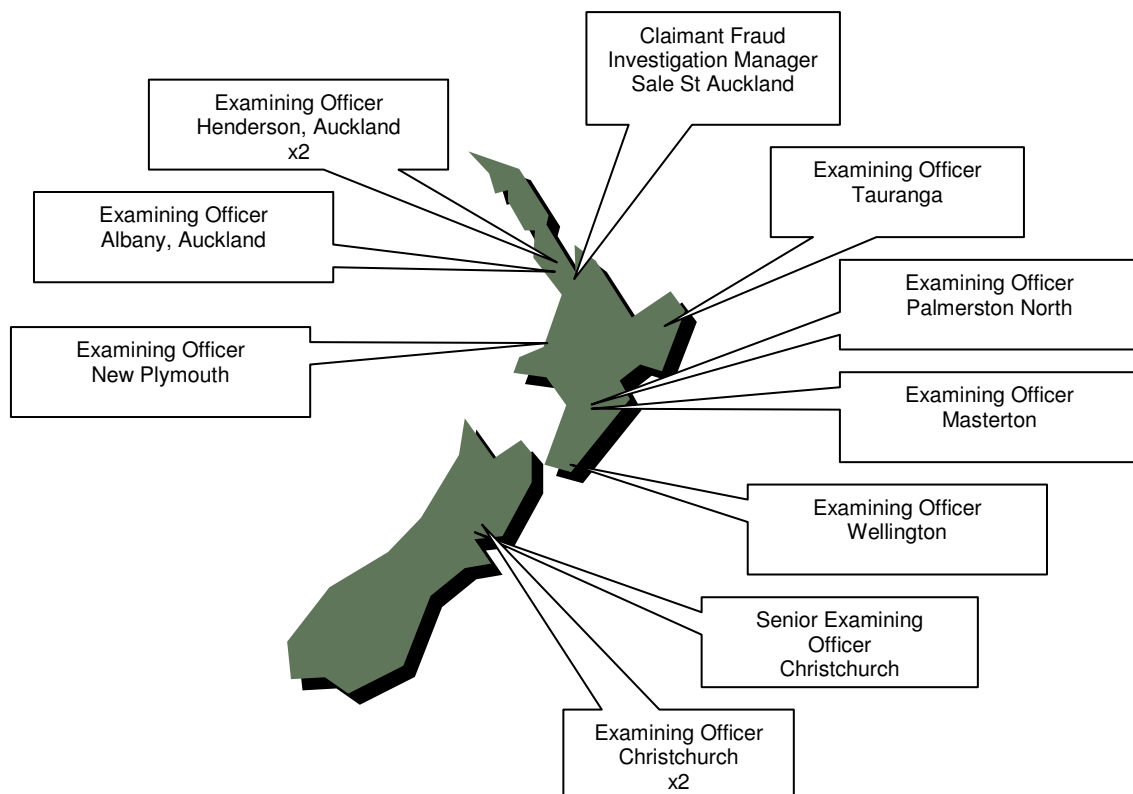 Claimant Fraud
Investigation Manager
Sale St Auckland
Examining Officer
Henderson, Auckland
x2
Examining Officer
Tauranga
Examining Officer
Albany, Auckland
Examining Officer
Palmerston North
Examining Officer
New Plymouth
Examining Officer
Masterton
Examining Officer
Wellington
Senior Examining
Officer
Christchurch
Examining Officer
Christchurch
x2